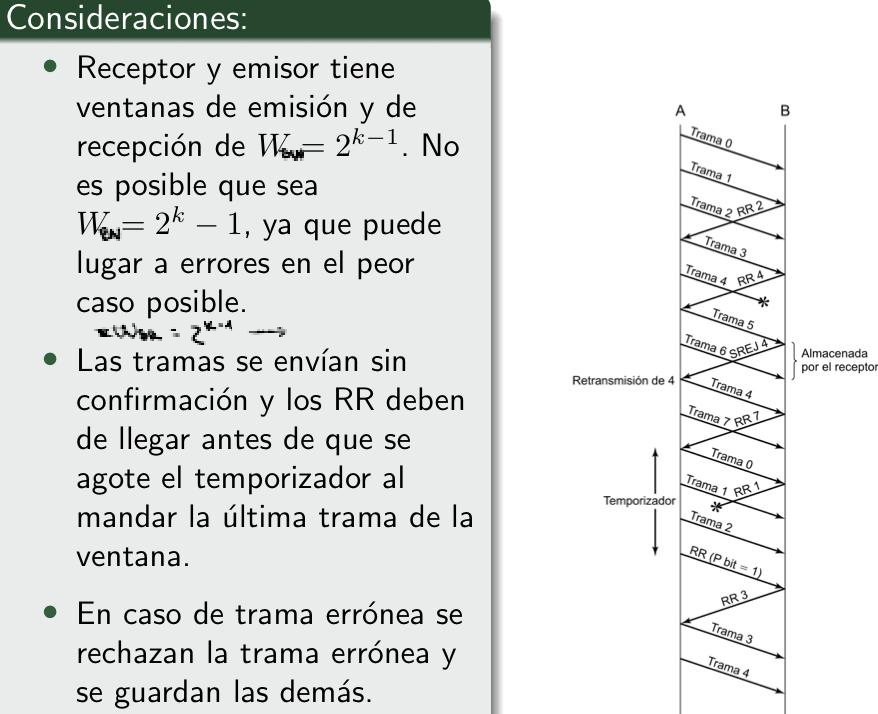 Consideraciones:
Receptor y emisor tiene
ventanas de emisión y de
recepción de W = 2^{k−1}. No
es posible que sea
W = 2^k − 1, ya que puede
lugar a errores en el peor
caso posible.
Las tramas se envían sin
confirmación y los RR deben
de llegar antes de que se
agote el temporizador al
mandar la última trama de la
ventana.
En caso de trama errónea se
rechazan la trama errónea y
se guardan las demás.
A B
Trama 0
Trama 1
Trama 2 RR 2
Trama 3
Trama 4 RR 4
*
Trama 5
Trama 6 SREJ 4
Almacenada
por el receptor
Retransmisión de 4
Trama 4
Trama 7 RR 7
Trama 0
Trama 1 RR 1
Temporizador
*
Trama 2
RR (P bit = 1)
RR 3
Trama 3
Trama 4